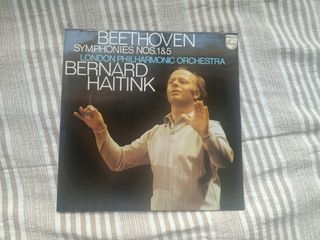 BEETHOVEN
SYMPHONIES NOS.1&5
LONDON PHILHARMONIC ORCHESTRA
BERNARD
HAITINK